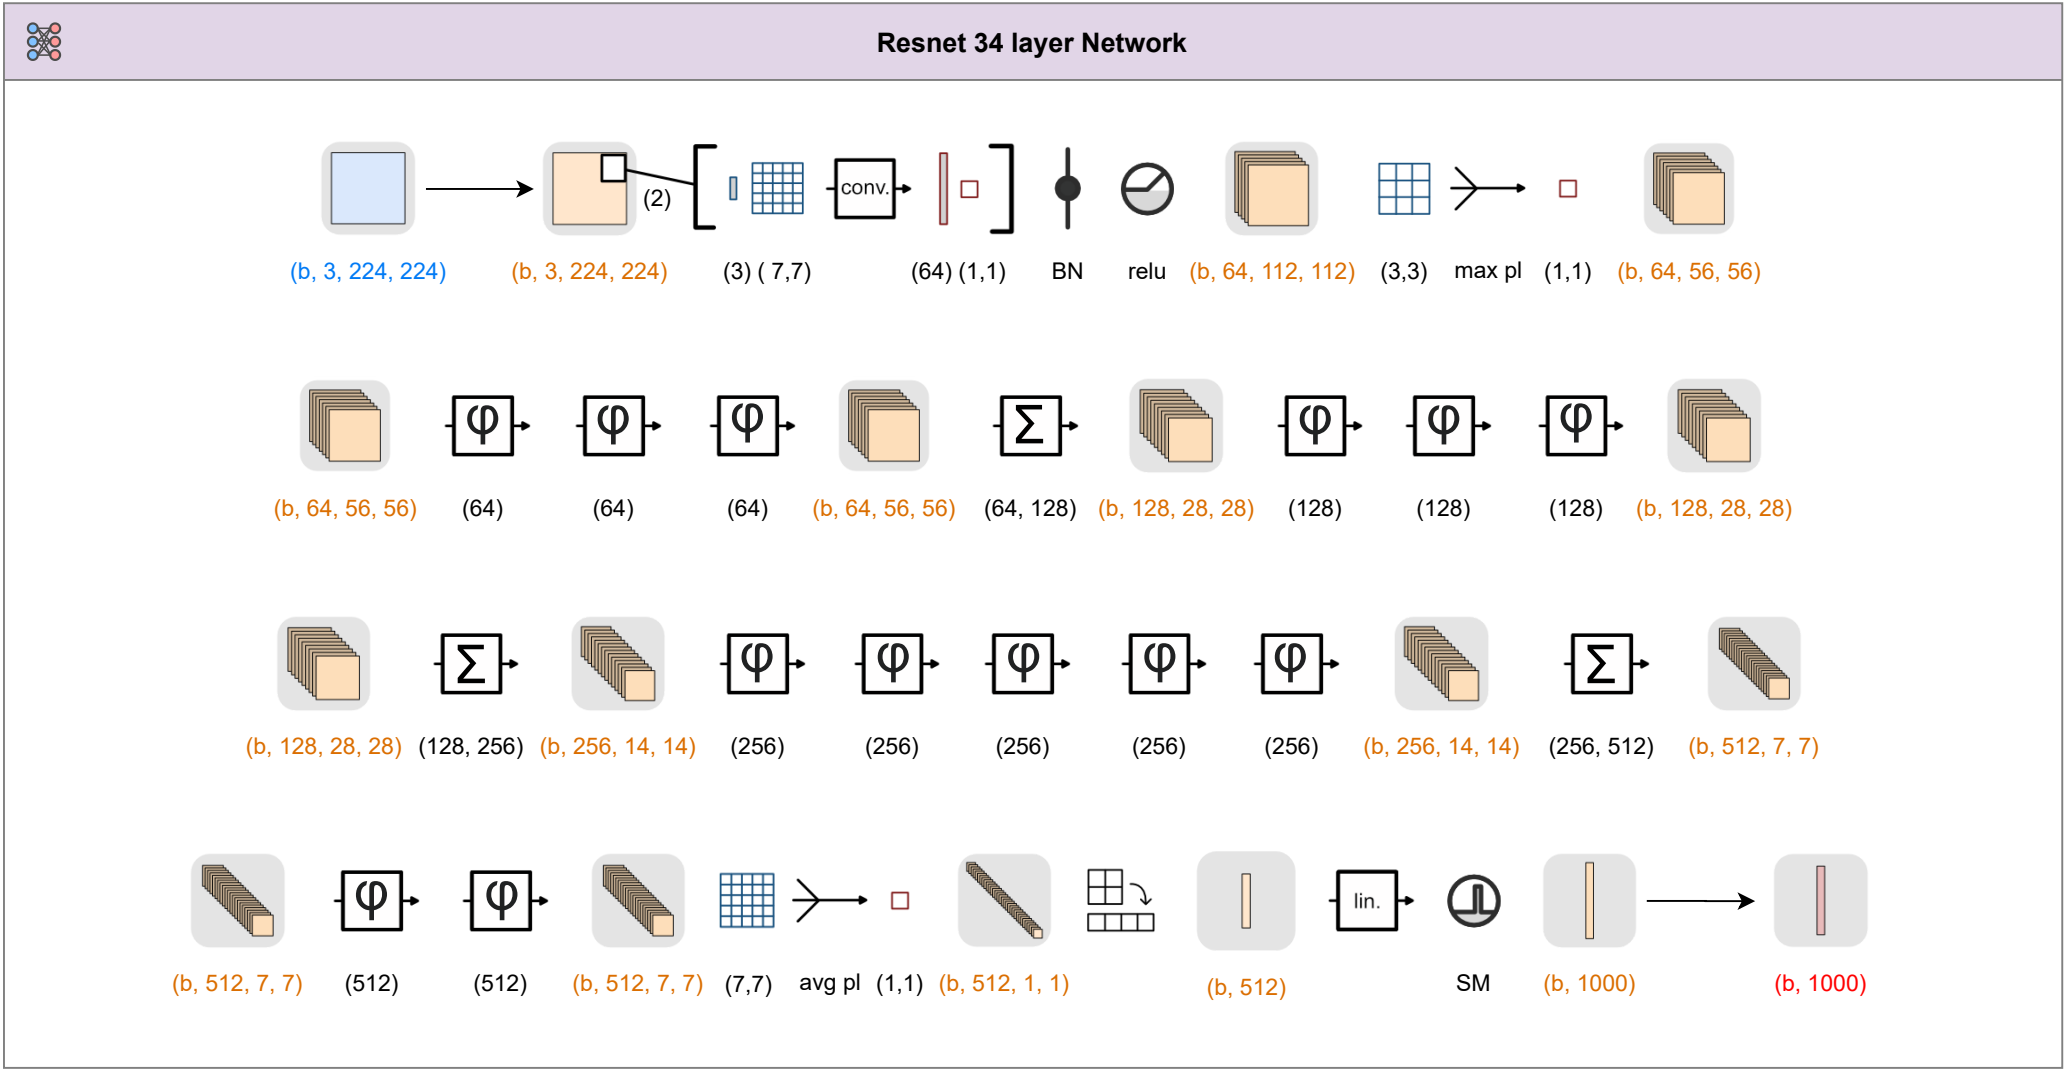 Resnet 34 layer Network
(2)
conv.
(b, 3, 224, 224) (b, 3, 224, 224) (3) ( 7,7) (64) (1,1) BN relu (b, 64, 112, 112) (3,3) max pl (1,1) (b, 64, 56, 56)
φ φ φ Σ φ φ φ
(b, 64, 56, 56) (64) (64) (64) (b, 64, 56, 56) (64, 128) (b, 128, 28, 28) (128) (128) (128) (b, 128, 28, 28)
Σ φ φ φ φ φ Σ
(b, 128, 28, 28) (128, 256) (b, 256, 14, 14) (256) (256) (256) (256) (256) (b, 256, 14, 14) (256, 512) (b, 512, 7, 7)
φ φ lin.
(b, 512, 7, 7) (512) (512) (b, 512, 7, 7) (7,7) avg pl (1,1) (b, 512, 1, 1) (b, 512) SM (b, 1000) (b, 1000)